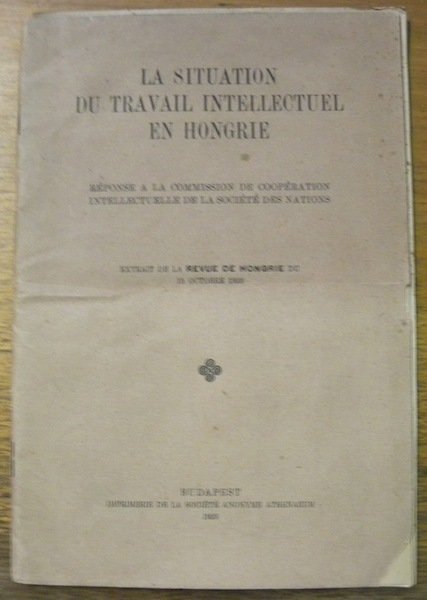 LA SITUATION
DU TRAVAIL INTELLECTUEL
EN HONGRIE
RÉPONSE A LA COMMISSION DE COOPÉRATION
INTELLECTUELLE DE LA SOCIÉTÉ DES NATIONS
EXTRAIT DE LA REVUE DE HONGRIE DU
15 OCTOBRE
BUDAPEST
IMPRIMERIE DE LA SOCIÉTÉ ANONYME ATHENAEUM